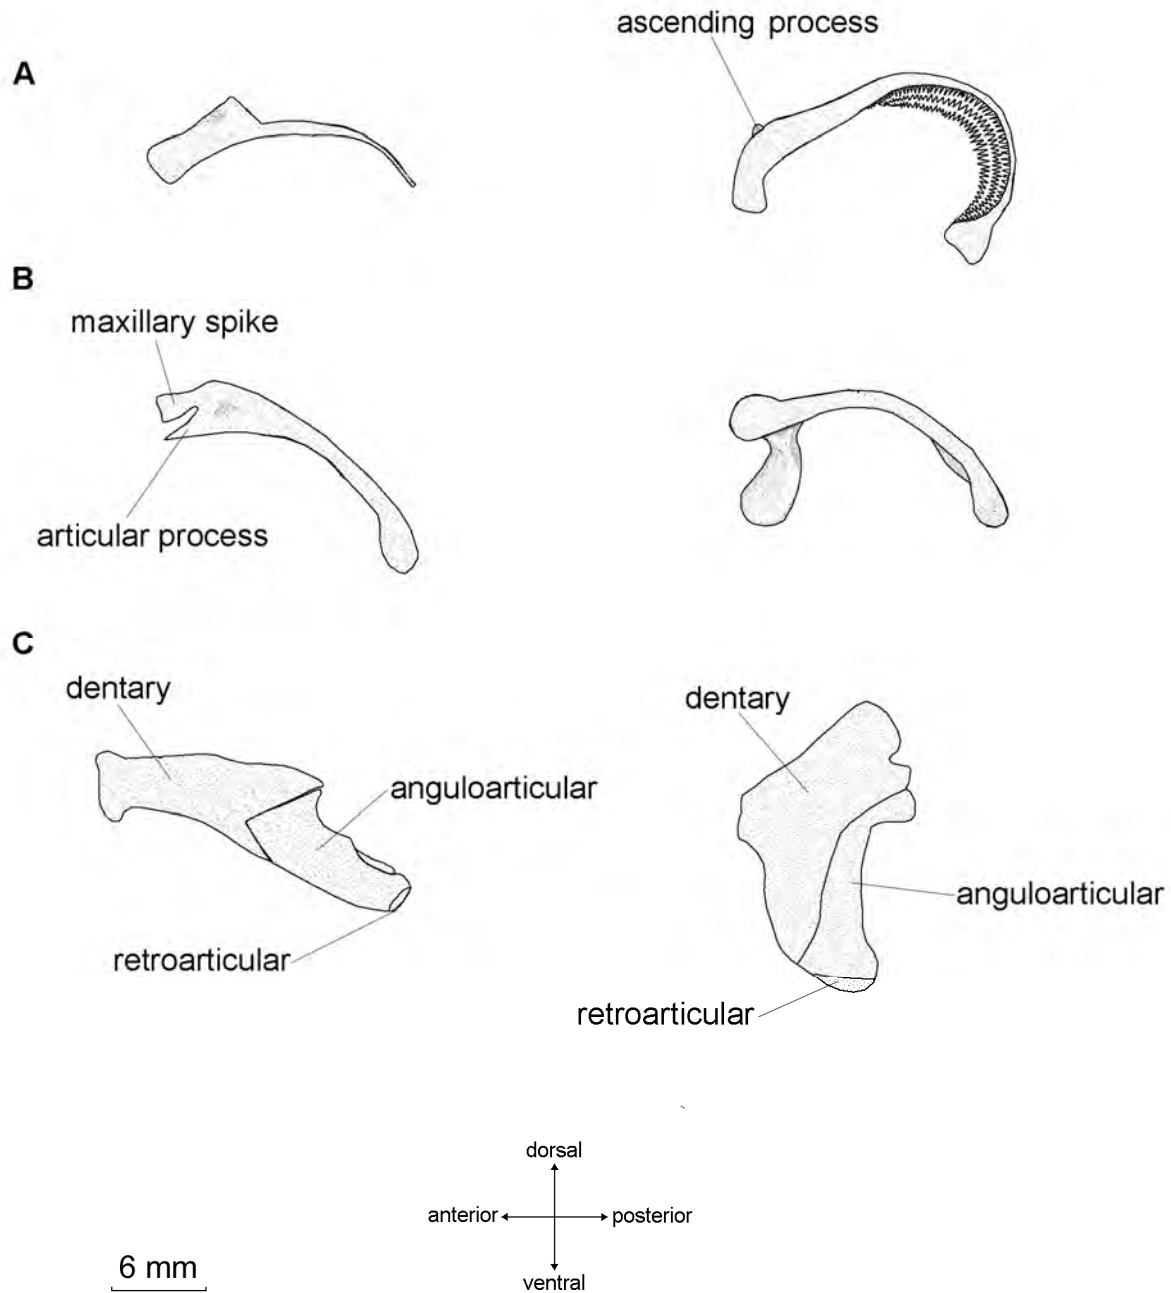 ascending process
A
B
maxillary spike
articular process
C
dentary
dentary
anguloarticular
anguloarticular
retroarticular
retroarticular
dorsal
anterior posterior
6 mm
ventral